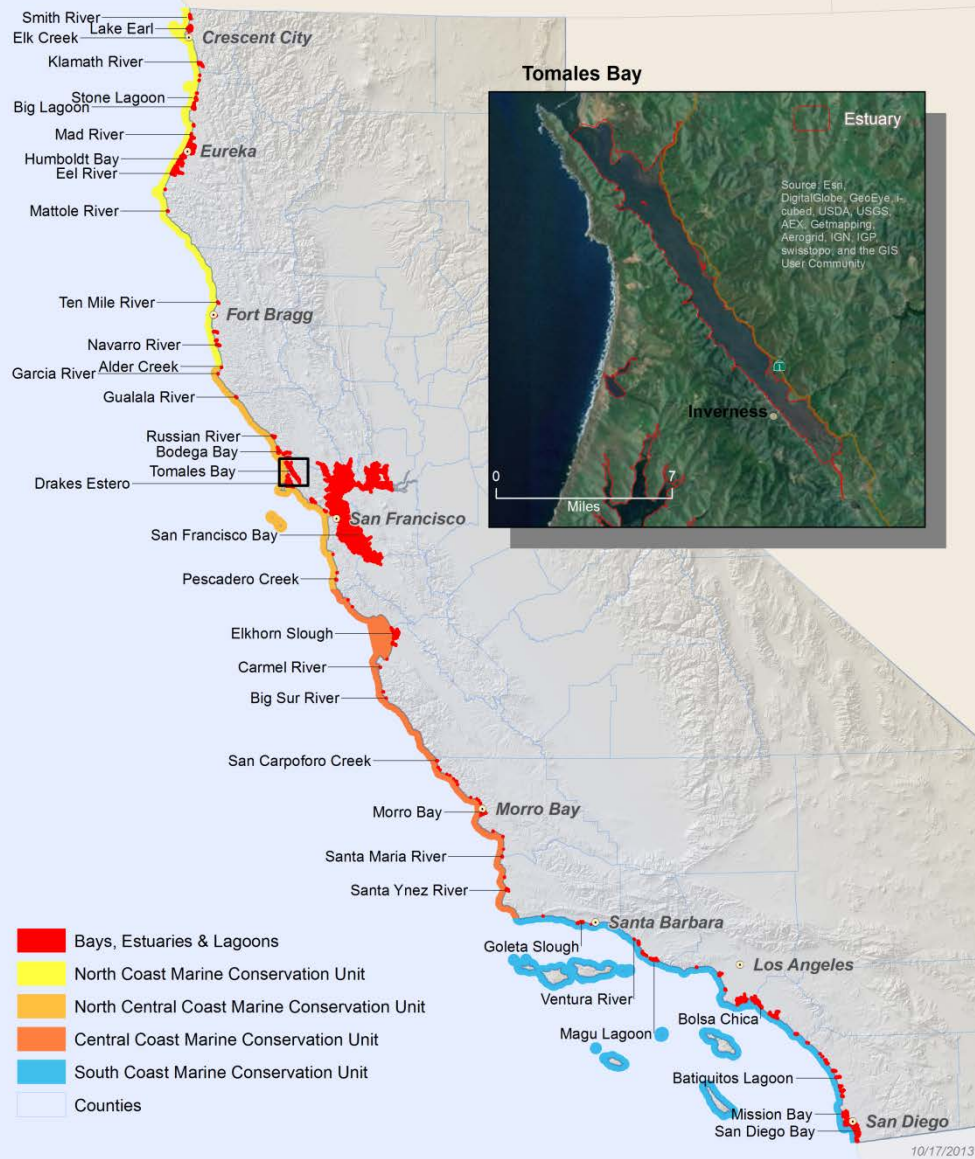 Smith River
Lake Earl
Elk Creek
Crescent City
Klamath River
Stone Lagoon
Big Lagoon
Mad River
Humboldt Bay
Eureka
Eel River
Mattole River
Ten Mile River
Fort Bragg
Navarro River
Alder Creek
Garcia River
Gualala River
Russian River
Bodega Bay
Tomales Bay
Drakes Estero
San Francisco
San Francisco Bay
Pescadero Creek
Elkhorn Slough
Carmel River
Big Sur River
San Carpoforo Creek
Morro Bay
Morro Bay
Santa Maria River
Santa Ynez River
Santa Barbara
Goleta Slough
Los Angeles
Ventura River
Magu Lagoon
Bolsa Chica
Batiquitos Lagoon
Mission Bay
San Diego
San Diego Bay
Tomales Bay
Estuary
Source: Esri,
DigitalGlobe, GeoEye, i-
cubed, USDA, USGS,
AEX, Getmapping,
Aerogrid, IGN, IGP,
swisstopo, and the GIS
User Community
Inverness
0 7
Miles
Bays, Estuaries & Lagoons
North Coast Marine Conservation Unit
North Central Coast Marine Conservation Unit
Central Coast Marine Conservation Unit
South Coast Marine Conservation Unit
Counties
10/17/2013